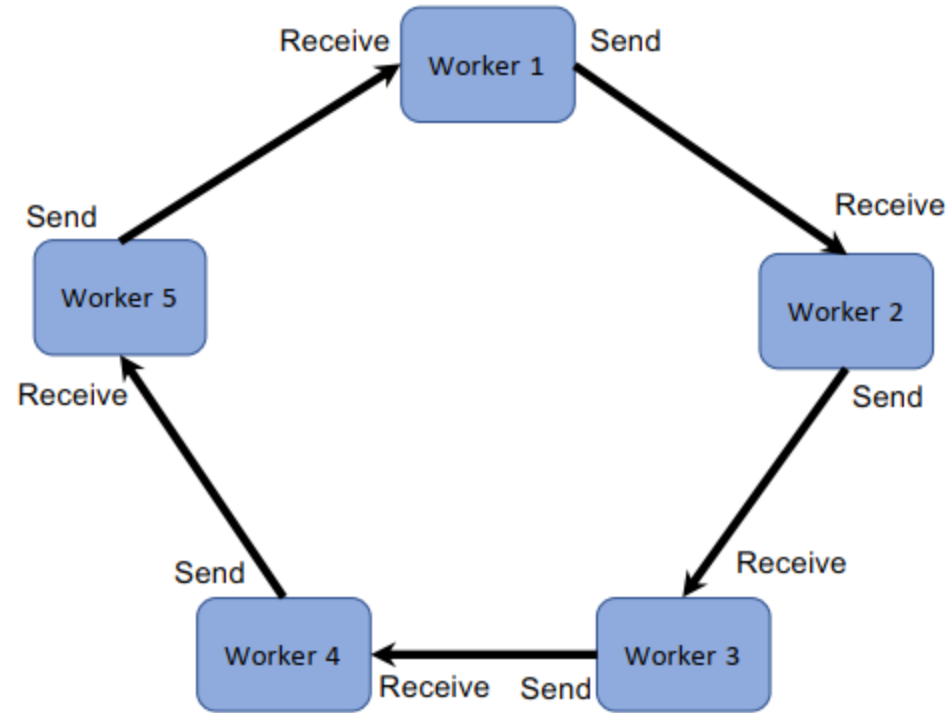 Receive
Worker 1
Send
Receive
Send
Worker 5
Worker 2
Receive
Send
Receive
Send
Worker 4
Worker 3
Receive
Send